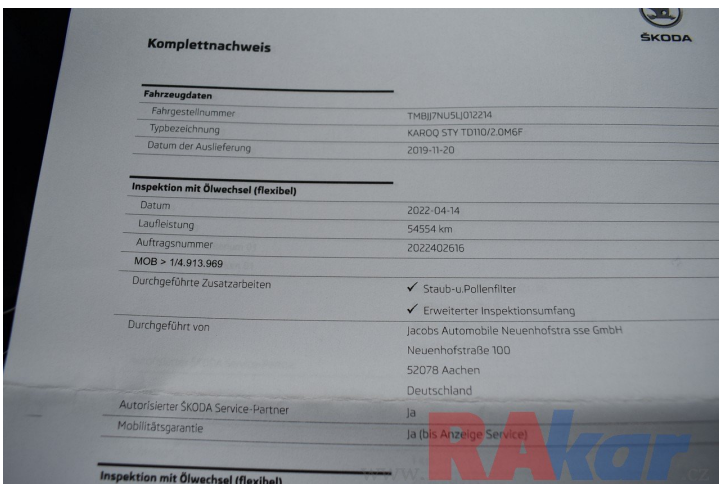 ŠKODA
Komplettnachweis
Fahrzeugdaten
Fahrgestellnummer TMBJJ7NU5LJ012214
Typbezeichnung KAROQ STY TD110/2.0M6F
Datum der Auslieferung 2019-11-20
Inspektion mit Ölwechsel (flexibel)
Datum 2022-04-14
Laufleistung 54554 km
Auftragsnummer 2022402616
MOB > 1/4.913.969
Durchgeführte Zusatzarbeiten ✓ Staub-u.Pollenfilter
✓ Erweiterter Inspektionsumfang
Durchgeführt von Jacobs Automobile Neuenhofstra sse GmbH
Neuenhofstraße 100
52078 Aachen
Deutschland
Autorisierter ŠKODA Service-Partner Ja
Mobilitätsgarantie Ja (bis Anzeige Service)
RAkar
Inspektion mit Ölwechsel (flexibel)